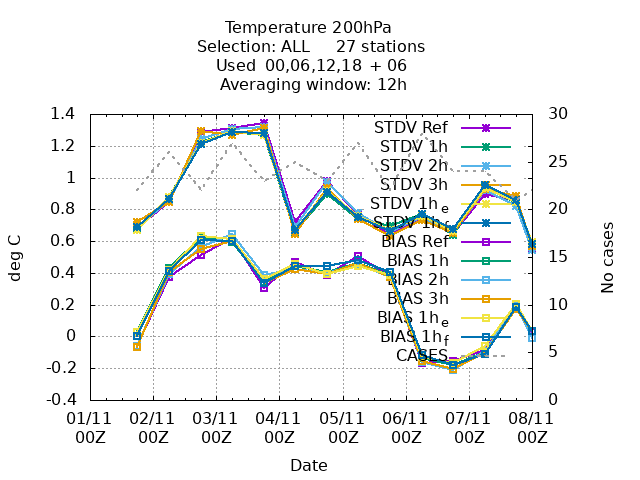 Temperature 200hPa
Selection: ALL 27 stations
Used 00,06,12,18 + 06
Averaging window: 12h
deg C
1.4
1.2
1
0.8
0.6
0.4
0.2
0
-0.2
-0.4
STDV Ref
STDV 1h
STDV 2h
STDV 3h
STDV 1h_e
STDV 1h_f
BIAS Ref
BIAS 1h
BIAS 2h
BIAS 3h
BIAS 1h_e
BIAS 1h_f
CASES
30
25
20
15
10
5
0
No cases
01/11 02/11 03/11 04/11 05/11 06/11 07/11 08/11
00Z 00Z 00Z 00Z 00Z 00Z 00Z 00Z
Date